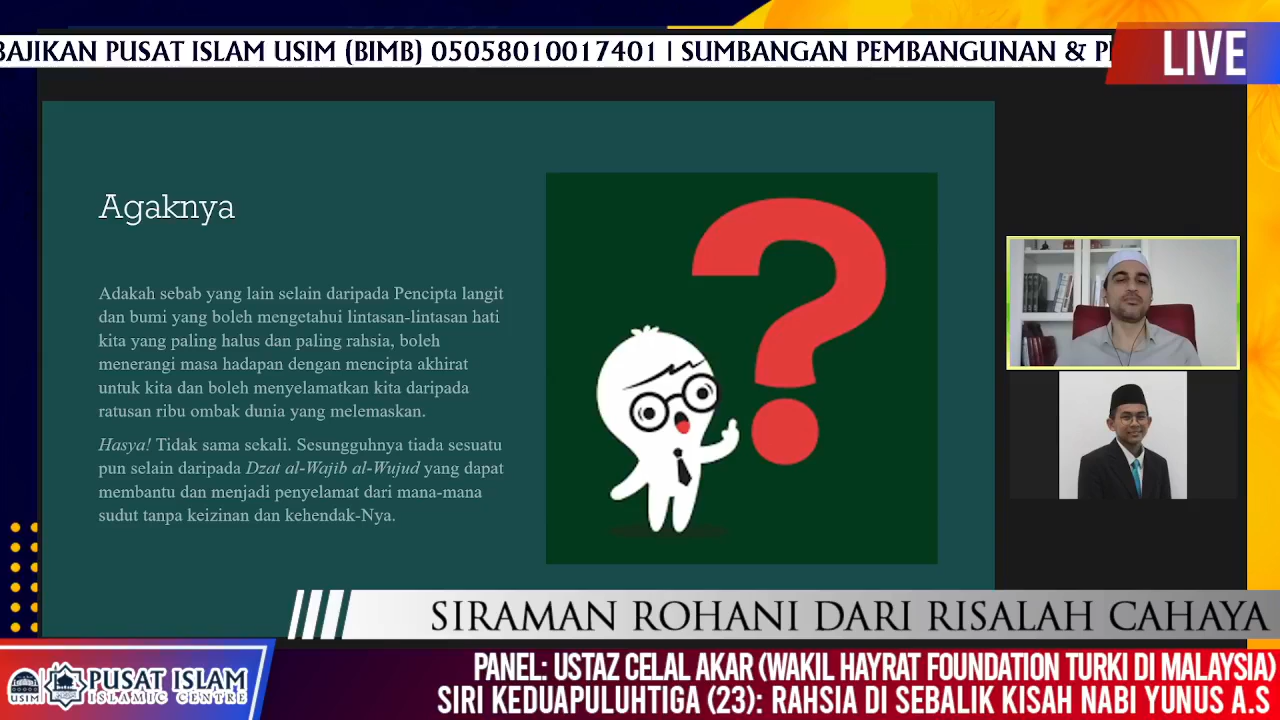 BAJIKAN PUSAT ISLAM USIM (BIMB) 05058010017401 | SUMBANGAN PEMBANGUNAN & P
LIVE
Agaknya
Adakah sebab yang lain selain daripada Pencipta langit
dan bumi yang boleh mengetahui lintasan-lintasan hati
kita yang paling halus dan paling rahsia, boleh
menerangi masa hadapan dengan mencipta akhirat
untuk kita dan boleh menyelamatkan kita daripada
ratusan ribu ombak dunia yang melemaskan.
Hasya! Tidak sama sekali. Sesungguhnya tiada sesuatu
pun selain daripada Dzat al-Wajib al-Wujud yang dapat
membantu dan menjadi penyelamat dari mana-mana
sudut tanpa keizinan dan kehendak-Nya.
SIRAMAN ROHANI DARI RISALAH CAHAYA
USIM
PUSAT ISLAM
ISLAMIC CENTRE
PANEL: USTAZ CELAL AKAR (WAKIL HAYRAT FOUNDATION TURKI DI MALAYSIA)
SIRI KEDUAPULUHTIGA (23): RAHSIA DI SEBALIK KISAH NABI YUNUS A.S